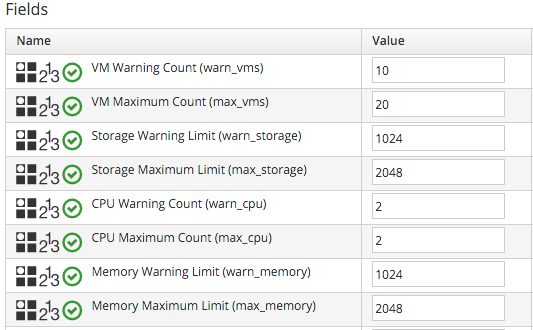 Fields
Name Value
VM Warning Count (warn_vms) 10
VM Maximum Count (max_vms) 20
Storage Warning Limit (warn_storage) 1024
Storage Maximum Limit (max_storage) 2048
CPU Warning Count (warn_cpu) 2
CPU Maximum Count (max_cpu) 2
Memory Warning Limit (warn_memory) 1024
Memory Maximum Limit (max_memory) 2048